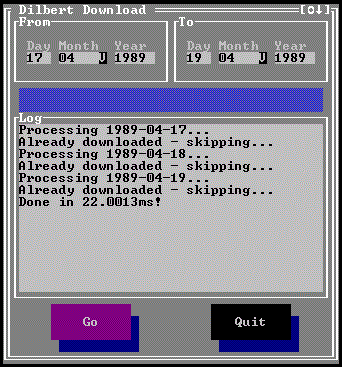 Dilbert Download [o↓]
From To
Day Month Year Day Month Year
17 04 J 1989 19 04 J 1989
Log
Processing 1989-04-17...
Already downloaded - skipping...
Processing 1989-04-18...
Already downloaded - skipping...
Processing 1989-04-19...
Already downloaded - skipping...
Done in 22.0013ms!
Go Quit